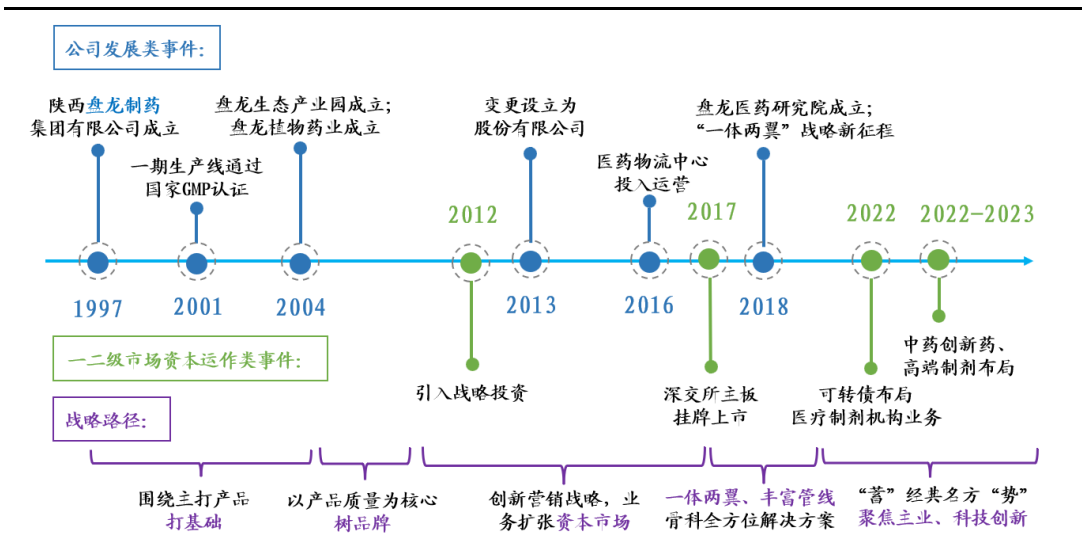 公司发展类事件：
陕西盘龙制药
集团有限公司成立
一期生产线通过
国家GMP认证
盘龙生态产业园成立；
盘龙植物药业成立
变更设立为
股份有限公司
医药物流中心
投入运营
盘龙医药研究院成立；
“一体两翼”战略新征程
2012
2017
2022
2022-2023
1997
2001
2004
2013
2016
2018
一二级市场资本运作类事件：
引入战略投资
深交所主板
挂牌上市
可转债布局
医疗制剂机构业务
中药创新药、
高端制剂布局
战略路径：
围绕主打产品
打基础
以产品质量为核心
树品牌
创新营销战略，业
务扩张资本市场
一体两翼、丰富管线
骨科全方位解决方案
“蓄”经典名方“势”
聚焦主业、科技创新